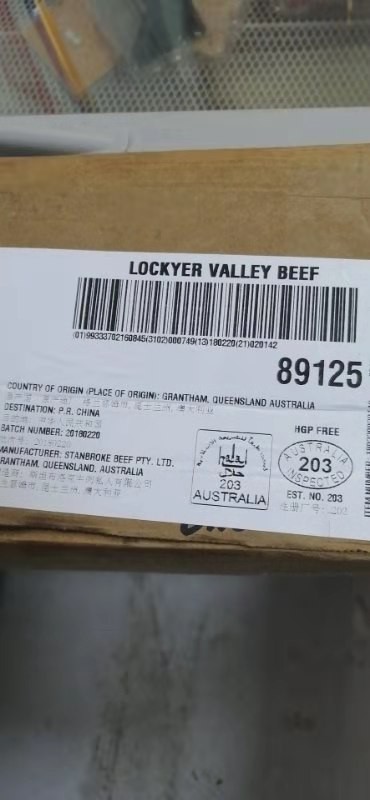 LOCKYER VALLEY BEEF
(01)99333702160845(3102)000749(13)180220(21)020142
89125
COUNTRY OF ORIGIN (PLACE OF ORIGIN): GRANTHAM, QUEENSLAND AUSTRALIA
DESTINATION: P.R. CHINA
BATCH NUMBER: 20180220
20180220
MANUFACTURER: STANBROKE BEEF PTY. LTD.
GRANTHAM, QUEENSLAND, AUSTRALIA
حلال
203
AUSTRALIA
HGP FREE
AUSTRALIA
203
INSPECTED
EST. NO. 203